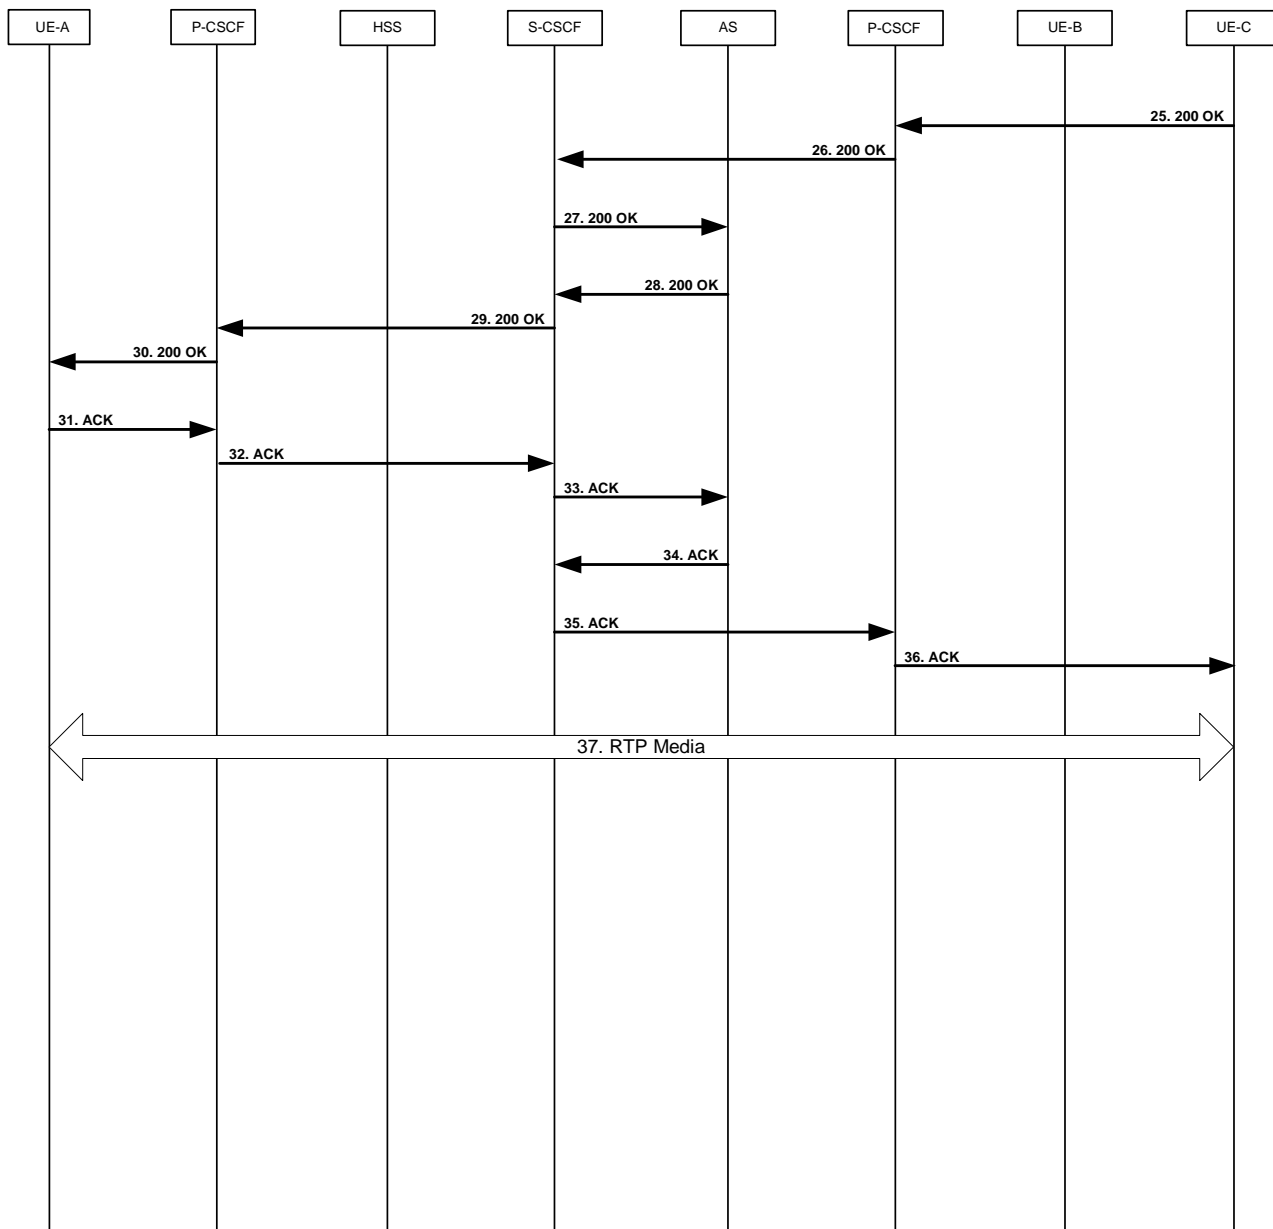 UE-A
P-CSCF
HSS
S-CSCF
AS
P-CSCF
UE-B
UE-C
25. 200 OK
26. 200 OK
27. 200 OK
28. 200 OK
29. 200 OK
30. 200 OK
31. ACK
32. ACK
33. ACK
34. ACK
35. ACK
36. ACK
37. RTP Media